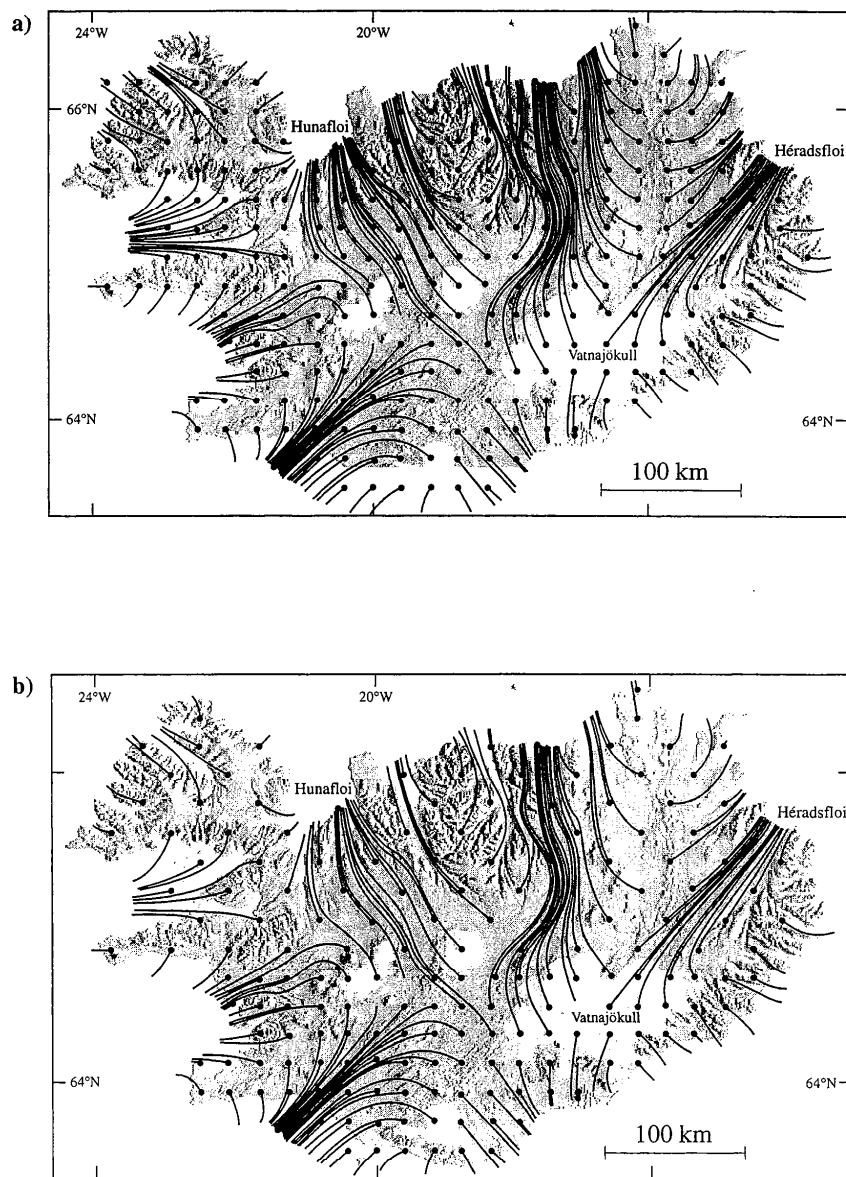 a)
24°W
20°W
66°N
Hunafloi
Héradsfloi
Vatnajökull
64°N
64°N
100 km
b)
24°W
20°W
Hunafloi
Héradsfloi
Vatnajökull
64°N
64°N
100 km